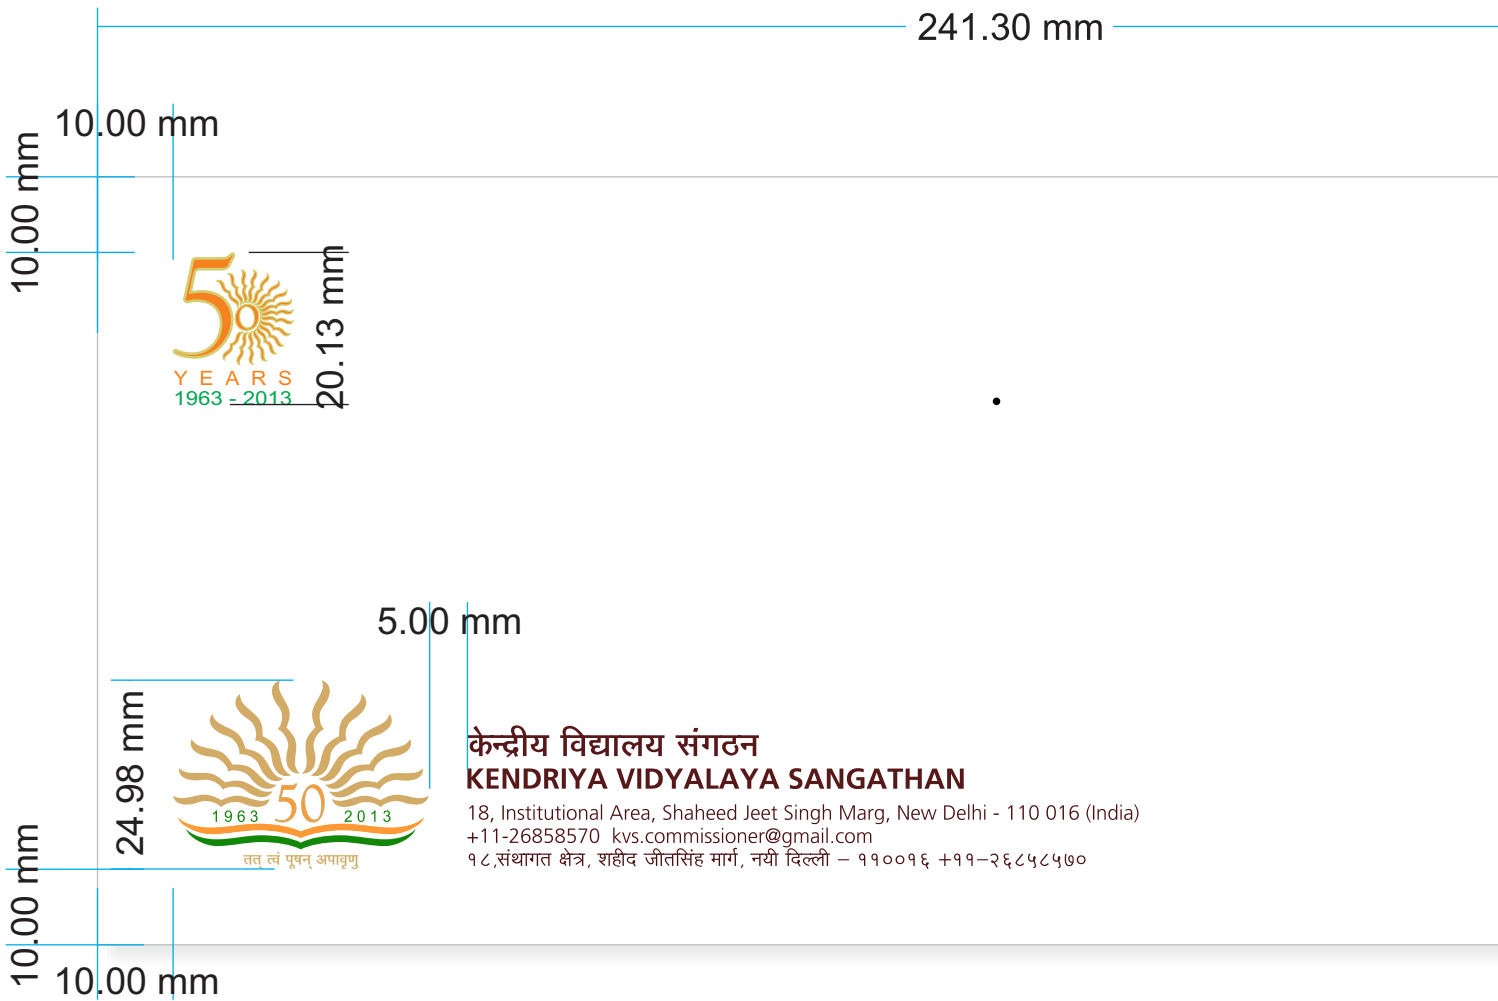 241.30 mm
10.00 mm
10.00 mm
50
YEARS
1963 - 2013
20.13 mm
5.00 mm
24.98 mm
50
1963 2013
तत् त्वं पूषन् अपावृणु
केन्द्रीय विद्यालय संगठन
KENDRIYA VIDYALAYA SANGATHAN
18, Institutional Area, Shaheed Jeet Singh Marg, New Delhi - 110 016 (India)
+11-26858570 kvs.commissioner@gmail.com
१८,संथागत क्षेत्र, शहीद जीतसिंह मार्ग, नयी दिल्ली – ११००१६ +११–२६८५८५७०
10.00 mm
10.00 mm